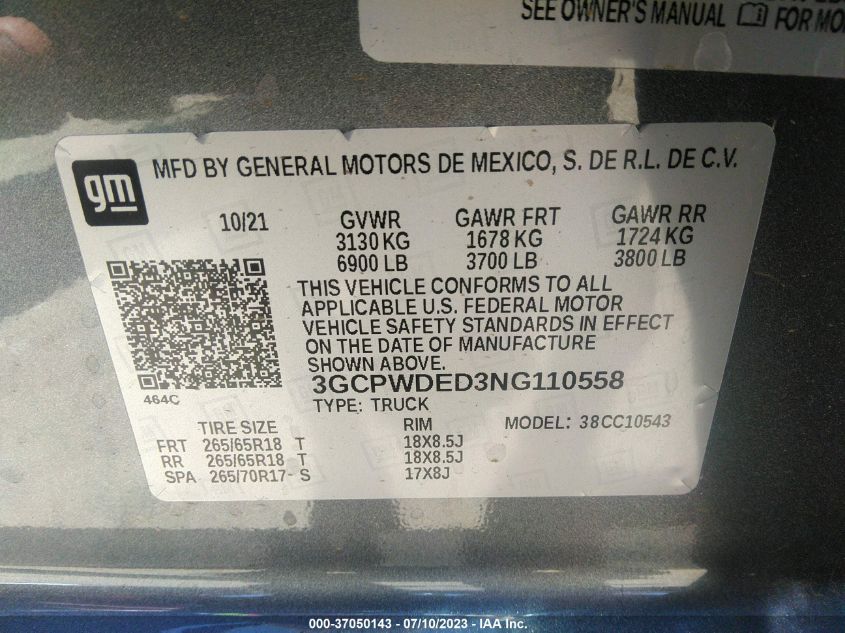 SEE OWNER'S MANUAL FOR MO
gm
MFD BY GENERAL MOTORS DE MEXICO, S. DE R.L. DE C.V.
10/21 GVWR GAWR FRT GAWR RR
3130 KG 1678 KG 1724 KG
6900 LB 3700 LB 3800 LB
THIS VEHICLE CONFORMS TO ALL
APPLICABLE U.S. FEDERAL MOTOR
VEHICLE SAFETY STANDARDS IN EFFECT
ON THE DATE OF MANUFACTURE
SHOWN ABOVE.
3GCPWDED3NG110558
464C
TYPE: TRUCK
TIRE SIZE RIM MODEL: 38CC10543
FRT 265/65R18 T 18X8.5J
RR 265/65R18 T 18X8.5J
SPA 265/70R17 S 17X8J
000-37050143 - 07/10/2023 - IAA, Inc.